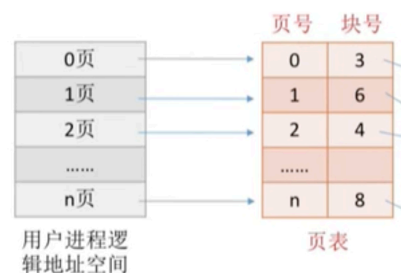 页号 块号
0页 0 3
1页 1 6
2页 2 4
...... ......
n页 n 8
用户进程逻
辑地址空间
页表